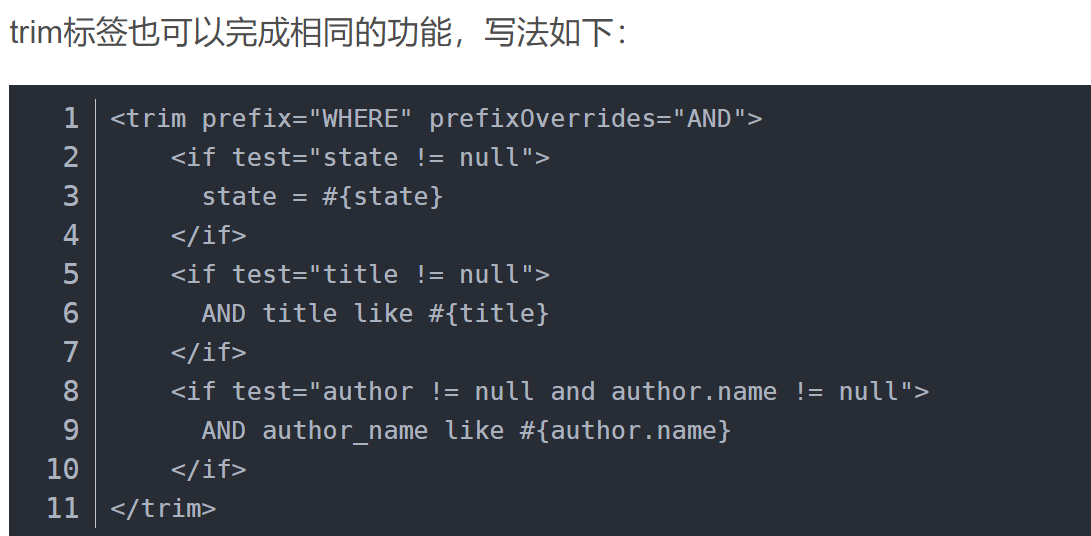 trim标签也可以完成相同的功能，写法如下：
1 <trim prefix="WHERE" prefixOverrides="AND">
2     <if test="state != null">
3       state = #{state}
4     </if>
5     <if test="title != null">
6       AND title like #{title}
7     </if>
8     <if test="author != null and author.name != null">
9       AND author_name like #{author.name}
10     </if>
11 </trim>